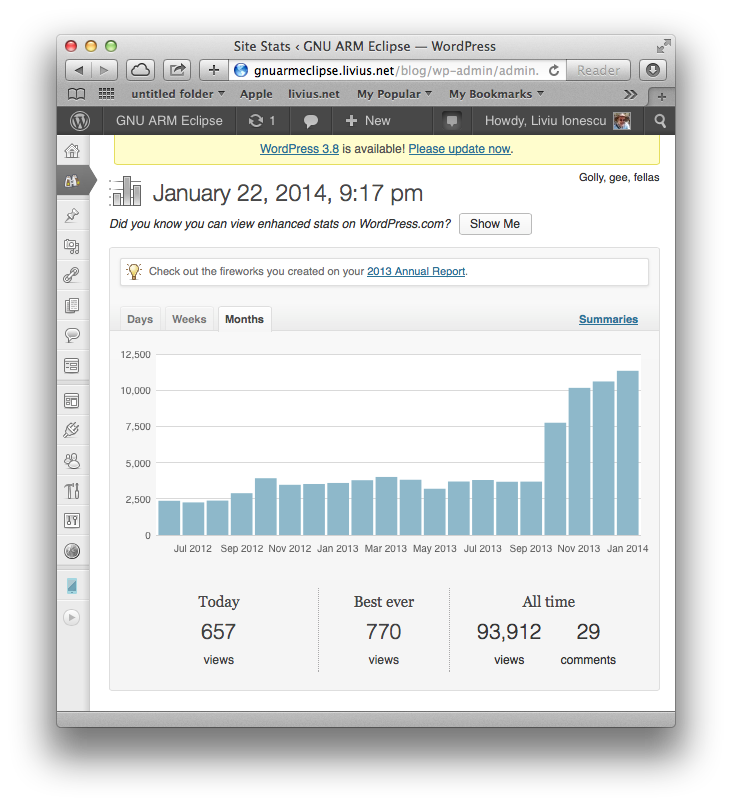 Site Stats ‹ GNU ARM Eclipse — WordPress
gnuarmeclipse.livius.net/blog/wp-admin/admin. Reader
untitled folder Apple livius.net My Popular My Bookmarks
GNU ARM Eclipse 1 New Howdy, Liviu Ionescu
WordPress 3.8 is available! Please update now.
Golly, gee, fellas
January 22, 2014, 9:17 pm
Did you know you can view enhanced stats on WordPress.com? Show Me
Check out the fireworks you created on your 2013 Annual Report.
Days Weeks Months Summaries
12,500
10,000
7,500
5,000
2,500
0
Jul 2012 Sep 2012 Nov 2012 Jan 2013 Mar 2013 May 2013 Jul 2013 Sep 2013 Nov 2013 Jan 2014
Today Best ever All time
657 770 93,912 29
views views views comments